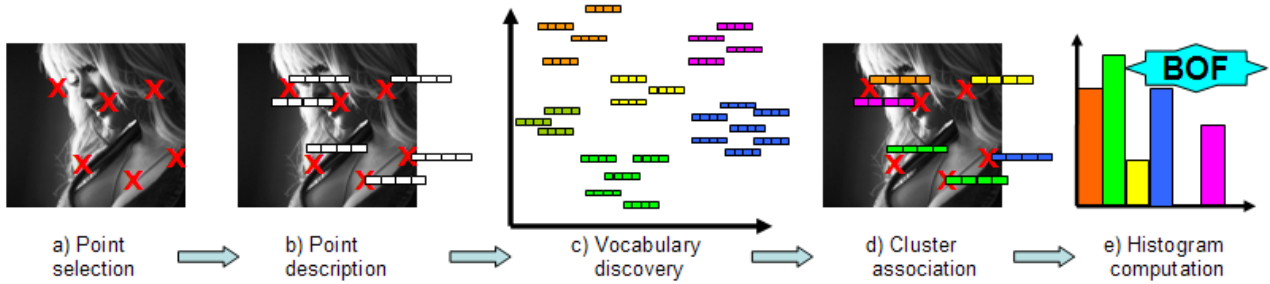 BOF
a) Point
selection
b) Point
description
c) Vocabulary
discovery
d) Cluster
association
e) Histogram
computation